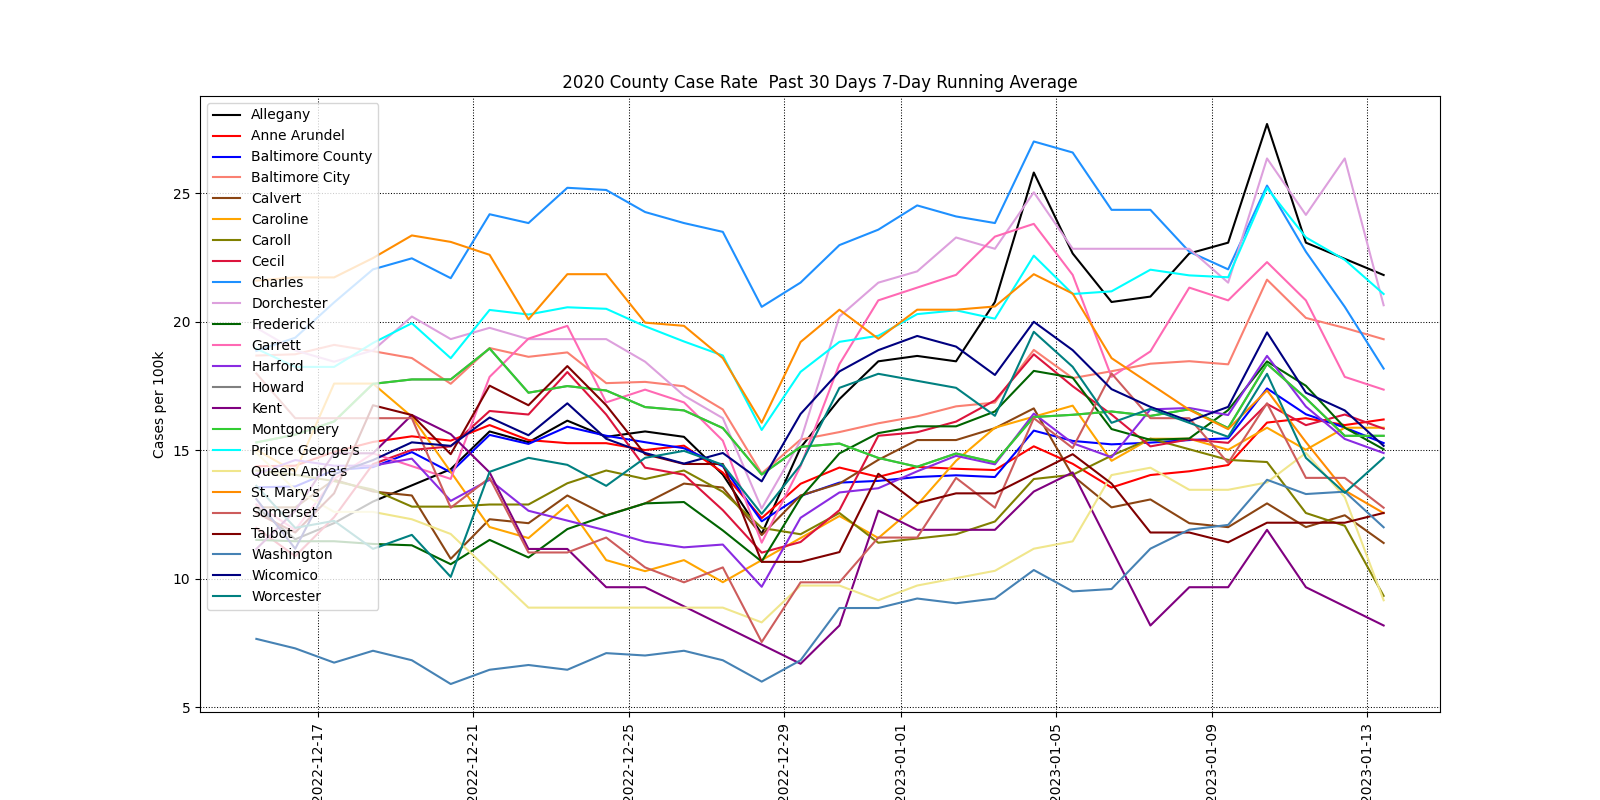 2020 County Case Rate  Past 30 Days 7-Day Running Average
Cases per 100k
25
20
15
10
5
Allegany
Anne Arundel
Baltimore County
Baltimore City
Calvert
Caroline
Caroll
Cecil
Charles
Dorchester
Frederick
Garrett
Harford
Howard
Kent
Montgomery
Prince George's
Queen Anne's
St. Mary's
Somerset
Talbot
Washington
Wicomico
Worcester
2022-12-17
2022-12-21
2022-12-25
2022-12-29
2023-01-01
2023-01-05
2023-01-09
2023-01-13